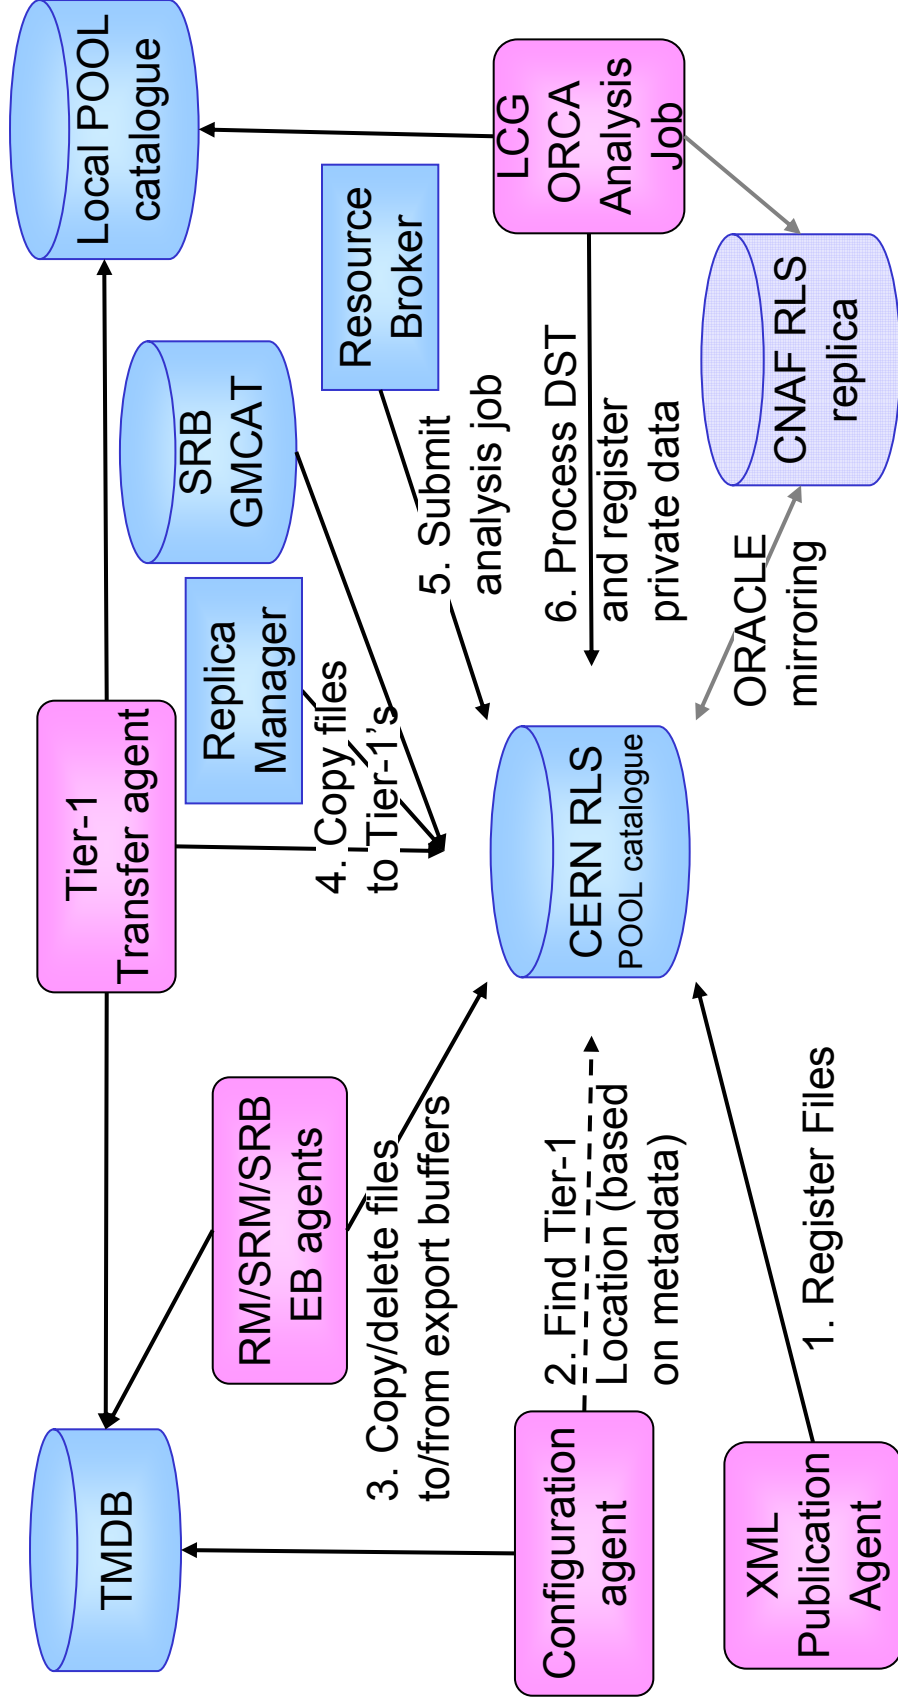 TMDB
Tier-1
Transfer agent
Local POOL
catalogue
RM/SRM/SRB
EB agents
Replica
Manager
SRB
GMCAT
Resource
Broker
3. Copy/delete files
to/from export buffers
4. Copy files
to Tier-1's
5. Submit
analysis job
LCG
ORCA
Analysis
Job
Configuration
agent
2. Find Tier-1
Location (based
on metadata)
CERN RLS
POOL catalogue
6. Process DST
and register
private data
XML
Publication
Agent
1. Register Files
ORACLE
mirroring
CNAF RLS
replica